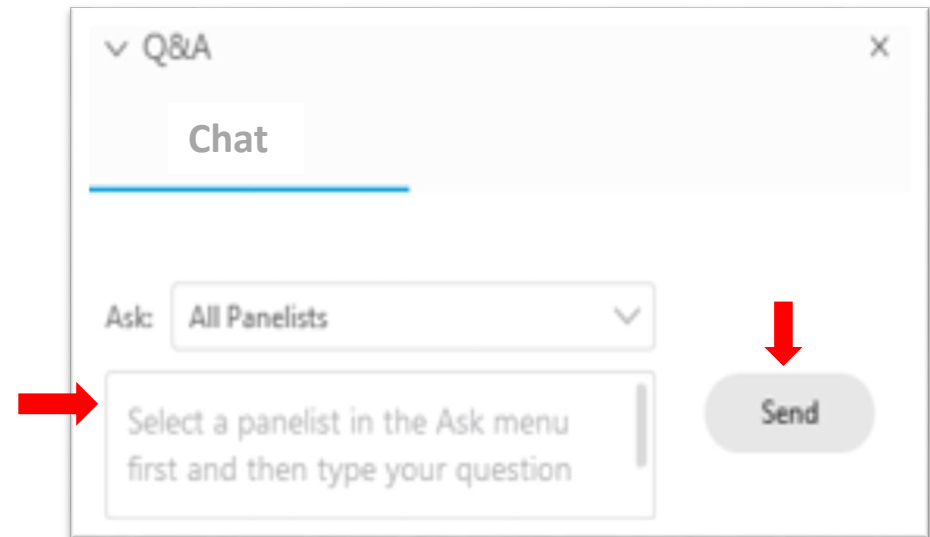 Q&A
Chat
Ask: All Panelists
Select a panelist in the Ask menu
first and then type your question
Send